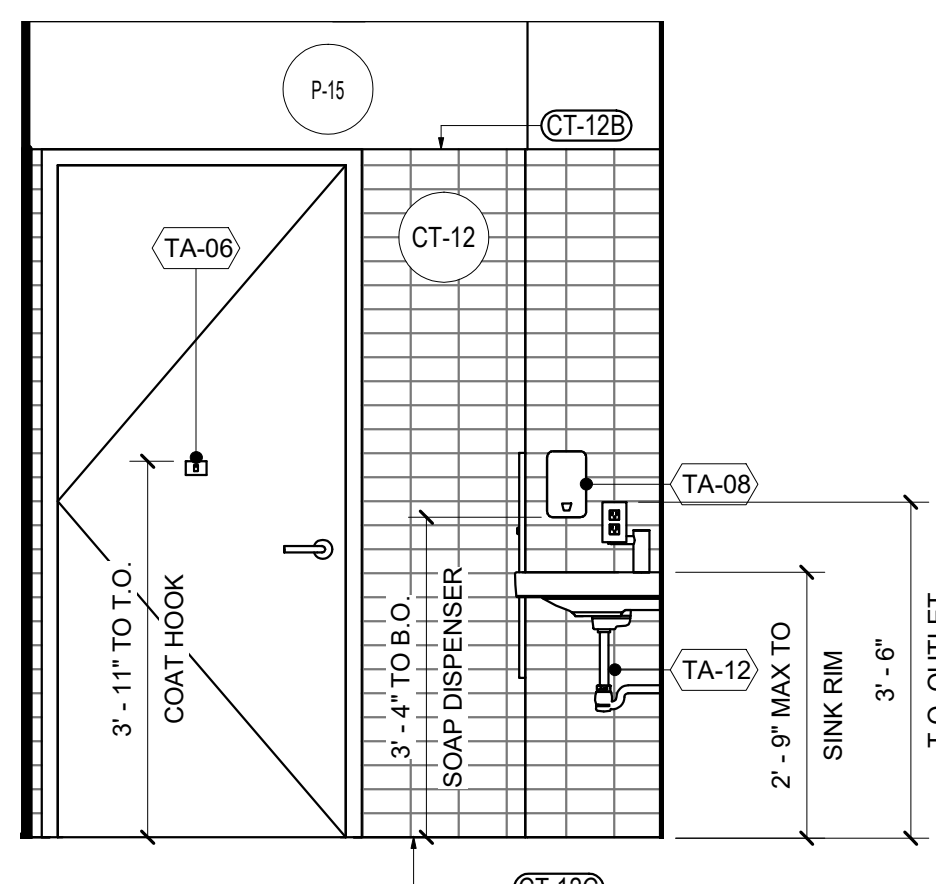 P-15
CT-12B
CT-12
TA-06
TA-08
TA-12
3' - 11" TO T.O.
COAT HOOK
3' - 4" TO B.O.
SOAP DISPENSER
2' - 9" MAX TO
SINK RIM
3' - 6"
T.O. OUTLET